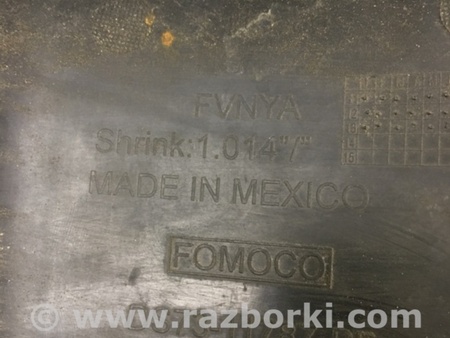 FVNYA
Shrink:1.014"/"
MADE IN MEXICO
FOMOCO
© www.razborki.com